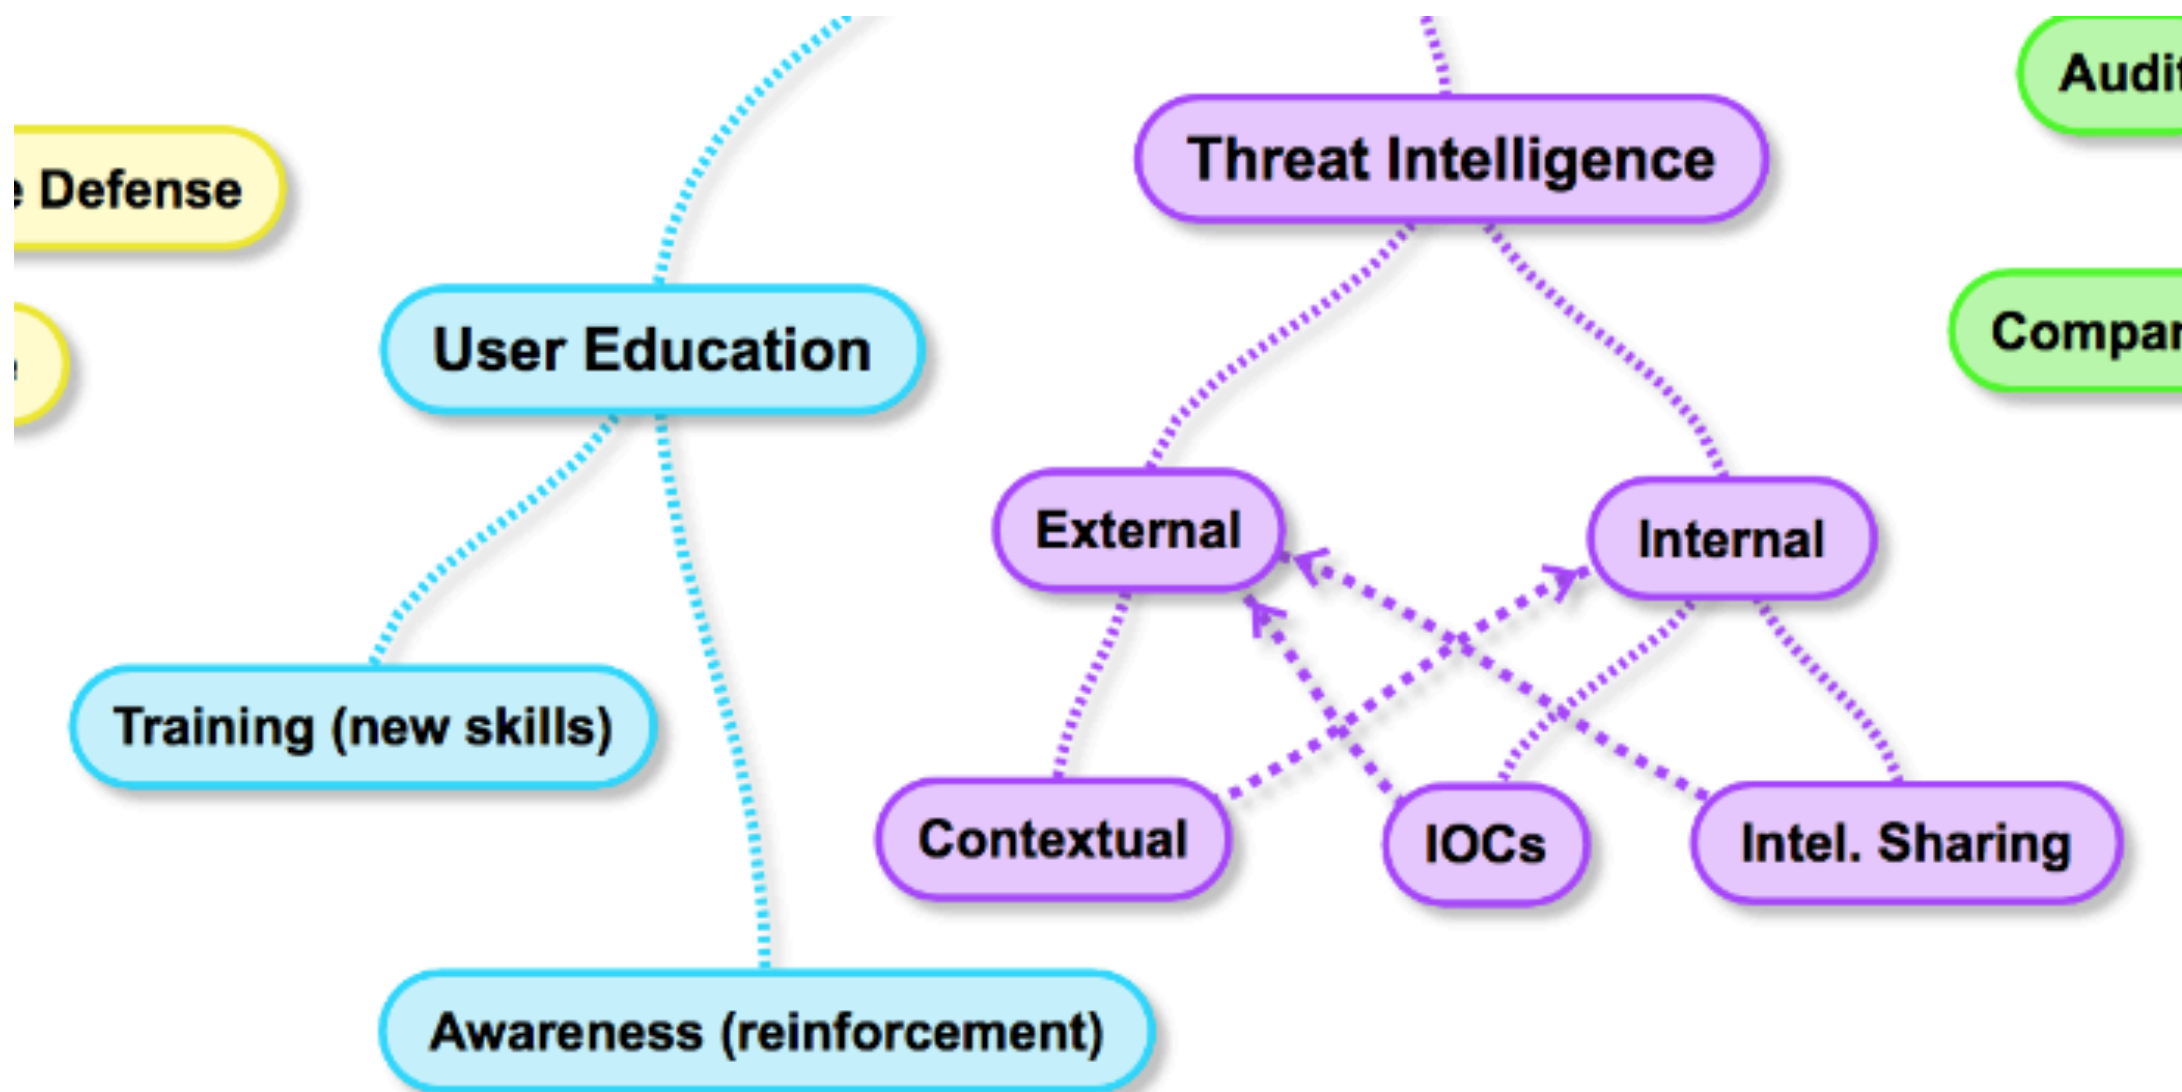 Defense
User Education
Training (new skills)
Awareness (reinforcement)
Threat Intelligence
External
Internal
Contextual
IOCs
Intel. Sharing